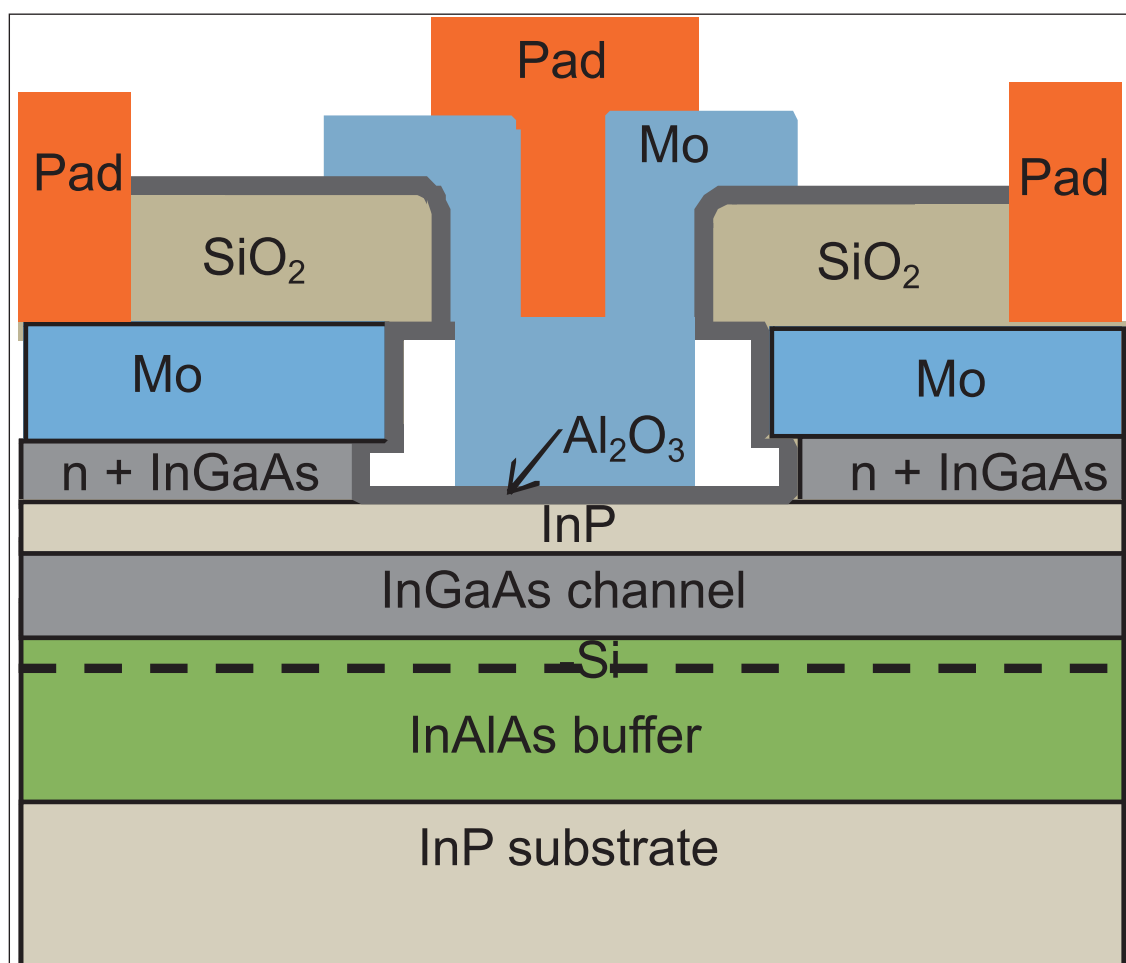 Pad
Mo
Pad
Pad
SiO₂
SiO₂
Mo
Mo
Al₂O₃
n + InGaAs
n + InGaAs
InP
InGaAs channel
-Si
InAlAs buffer
InP substrate